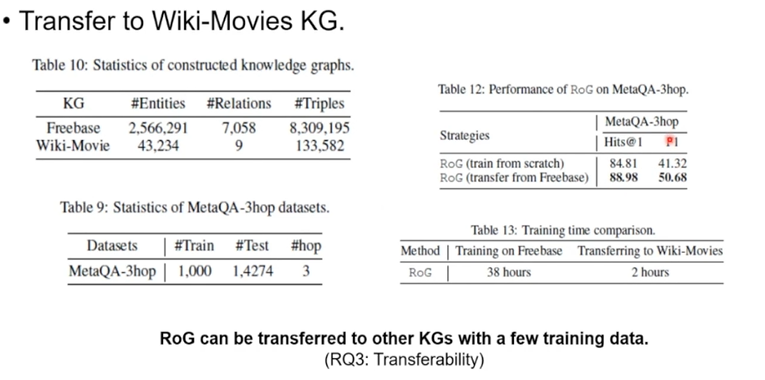 • Transfer to Wiki-Movies KG.
Table 10: Statistics of constructed knowledge graphs.
KG #Entities #Relations #Triples
Freebase 2,566,291 7,058 8,309,195
Wiki-Movie 43,234 9 133,582
Table 9: Statistics of MetaQA-3hop datasets.
Datasets #Train #Test #hop
MetaQA-3hop 1,000 1,4274 3
Table 12: Performance of RoG on MetaQA-3hop.
Strategies MetaQA-3hop
Hits@1 F1
RoG (train from scratch) 84.81 41.32
RoG (transfer from Freebase) 88.98 50.68
Table 13: Training time comparison.
Method Training on Freebase Transferring to Wiki-Movies
RoG 38 hours 2 hours
RoG can be transferred to other KGs with a few training data.
(RQ3: Transferability)